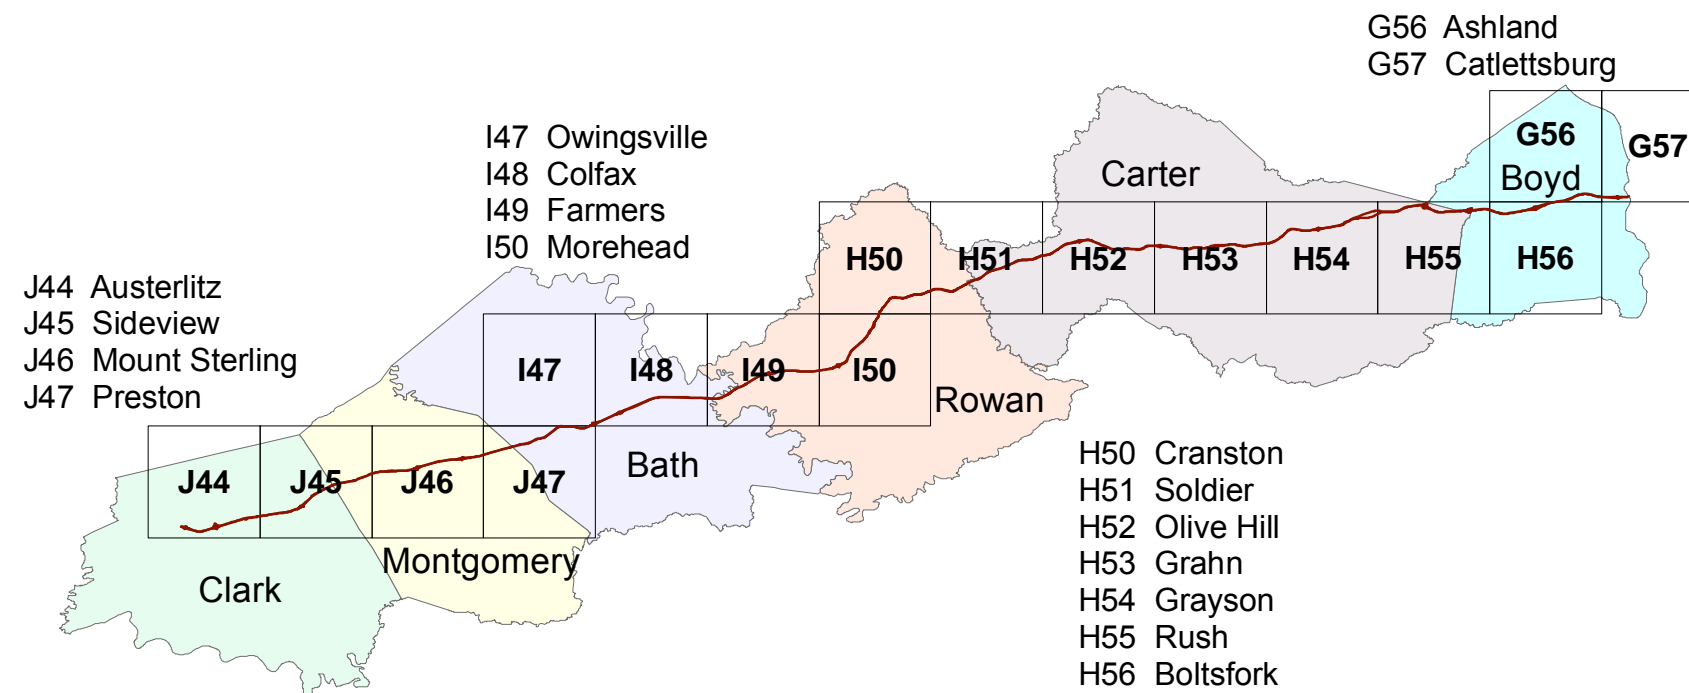 G56 Ashland
G57 Catlettsburg
I47 Owingsville
I48 Colfax
I49 Farmers
I50 Morehead
J44 Austerlitz
J45 Sideview
J46 Mount Sterling
J47 Preston
G56
G57
Carter
Boyd
H50
H51
H52
H53
H54
H55
H56
I47
I48
I49
I50
Rowan
J44
J45
J46
J47
Bath
Montgomery
Clark
H50 Cranston
H51 Soldier
H52 Olive Hill
H53 Grahn
H54 Grayson
H55 Rush
H56 Boltsfork